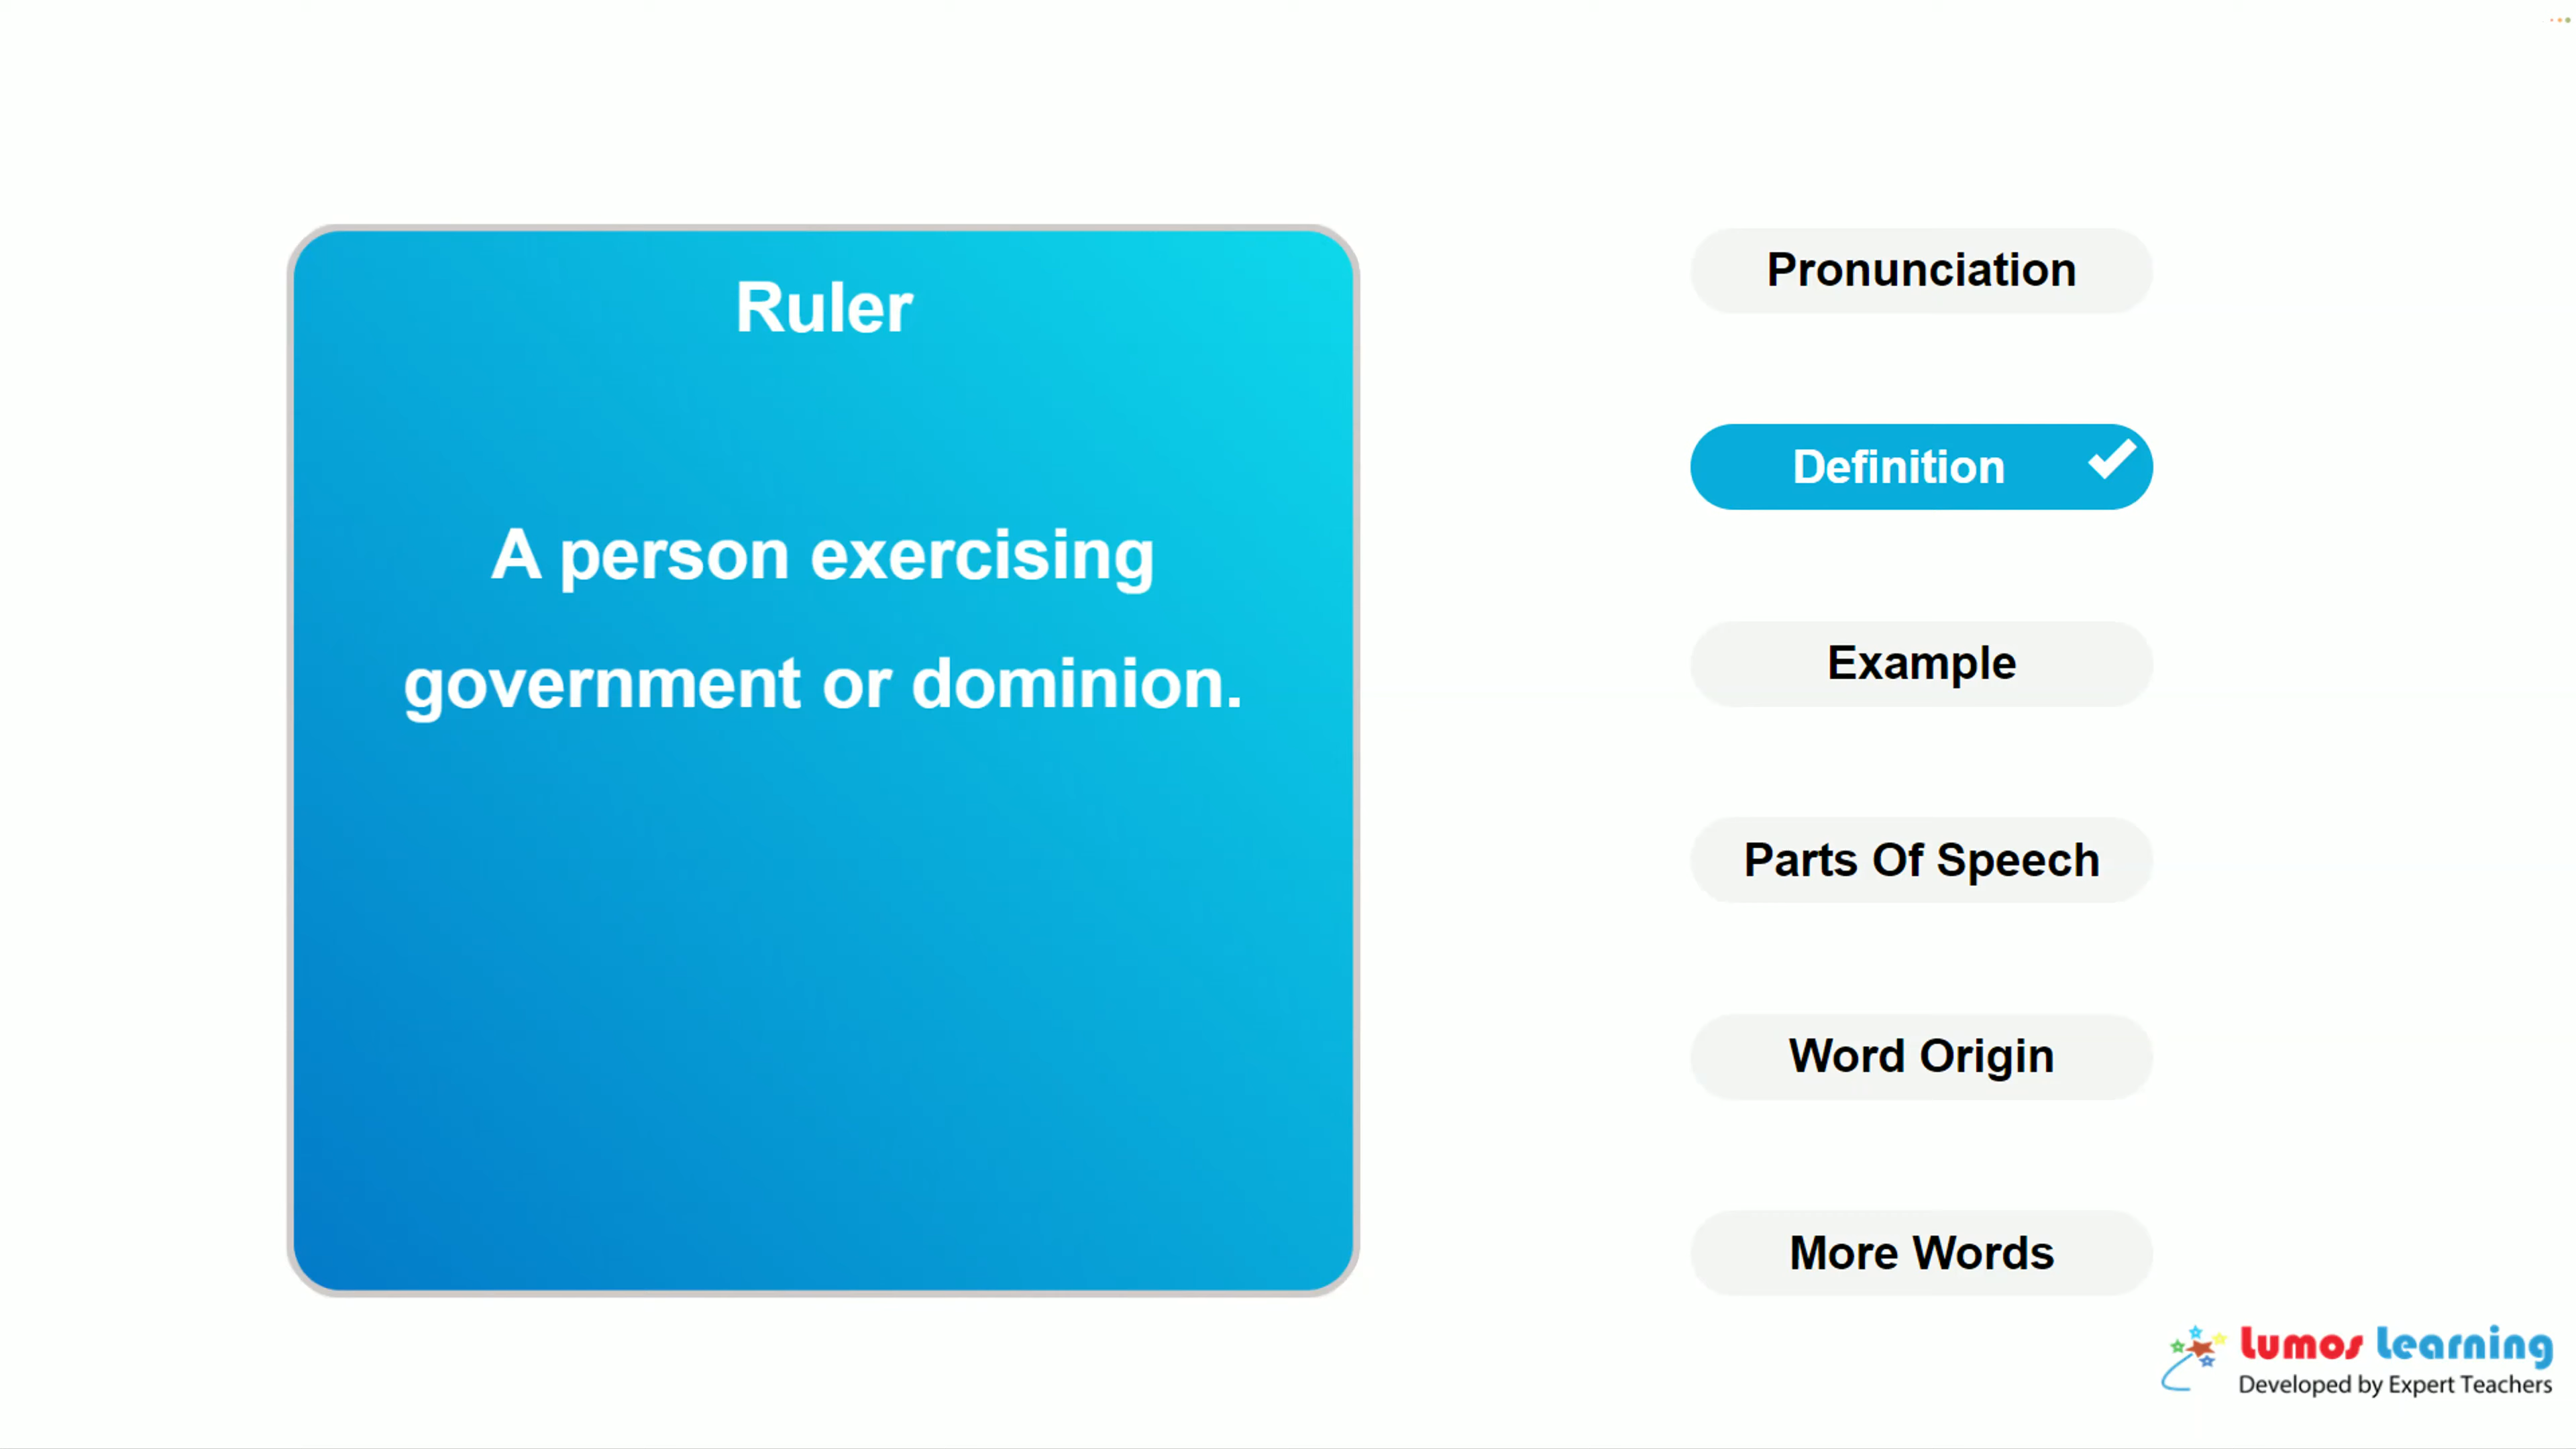 Ruler
A person exercising
government or dominion.
Pronunciation
Definition
Example
Parts Of Speech
Word Origin
More Words
Lumos Learning
Developed by Expert Teachers